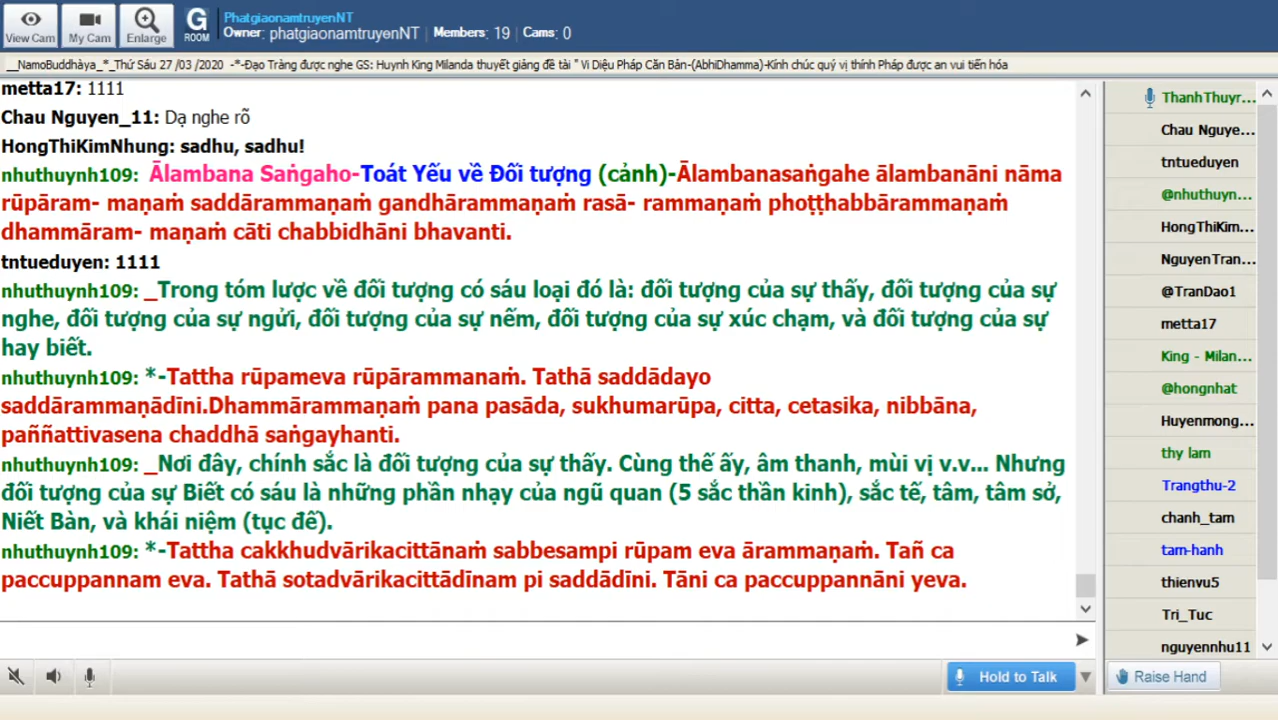 View Cam
My Cam
Enlarge
G
ROOM
PhatgiaonamtruyenNT
Owner: phatgiaonamtruyenNT | Members: 19 | Cams: 0
__NamoBuddhàya_*_Thứ Sáu 27 /03 /2020 -*-Đạo Tràng được nghe GS: Huynh King Milanda thuyết giảng đề tài " Vi Diệu Pháp Căn Bản-(AbhiDhamma)-Kính chúc quý vị thính Pháp được an vui tiến hóa
metta17: 1111
Chau Nguyen_11: Dạ nghe rõ
HongThiKimNhung: sadhu, sadhu!
nhuthuynh109: Ālambana Saṅgaho-Toát Yếu về Đối tượng (cảnh)-Ālambanasaṅgahe ālambanāni nāma
rūpāram- maṇaṁ saddārammaṇaṁ gandhārammaṇaṁ rasā- rammaṇaṁ phoṭṭhabbārammaṇaṁ
dhammāram- maṇaṁ cāti chabbidhāni bhavanti.
tntueduyen: 1111
nhuthuynh109: _Trong tóm lược về đối tượng có sáu loại đó là: đối tượng của sự thấy, đối tượng của sự
nghe, đối tượng của sự ngửi, đối tượng của sự nếm, đối tượng của sự xúc chạm, và đối tượng của sự
hay biết.
nhuthuynh109: *-Tattha rūpameva rūpārammanaṁ. Tathā saddādayo
saddārammaṇādīni.Dhammārammaṇaṁ pana pasāda, sukhumarūpa, citta, cetasika, nibbāna,
paññattivasena chaddhā saṅgayhanti.
nhuthuynh109: _Nơi đây, chính sắc là đối tượng của sự thấy. Cùng thế ấy, âm thanh, mùi vị v.v... Nhưng
đối tượng của sự Biết có sáu là những phần nhạy của ngũ quan (5 sắc thần kinh), sắc tế, tâm, tâm sở,
Niết Bàn, và khái niệm (tục đế).
nhuthuynh109: *-Tattha cakkhudvārikacittānaṁ sabbesampi rūpam eva ārammaṇaṁ. Tañ ca
paccuppannam eva. Tathā sotadvārikacittādīnam pi saddādīni. Tāni ca paccuppannāni yeva.
ThanhThuyr...
Chau Nguye...
tntueduyen
@nhuthuyn...
HongThiKim...
NguyenTran...
@TranDao1
metta17
King - Milan...
@hongnhat
Huyenmong...
thy lam
Trangthu-2
chanh_tam
tam-hanh
thienvu5
Tri_Tuc
nguyennhu11
Hold to Talk
Raise Hand